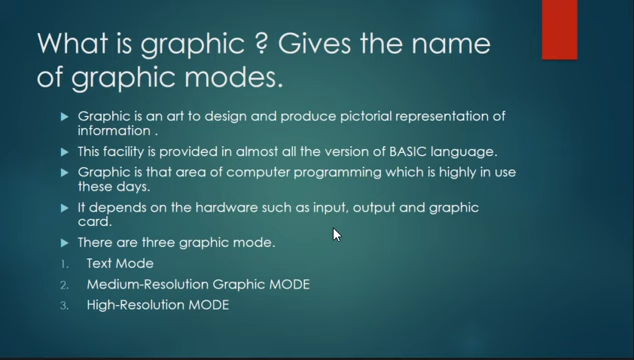 What is graphic ? Gives the name
of graphic modes.
Graphic is an art to design and produce pictorial representation of
information .
This facility is provided in almost all the version of BASIC language.
Graphic is that area of computer programming which is highly in use
these days.
It depends on the hardware such as input, output and graphic
card.
There are three graphic mode.
1. Text Mode
2. Medium-Resolution Graphic MODE
3. High-Resolution MODE